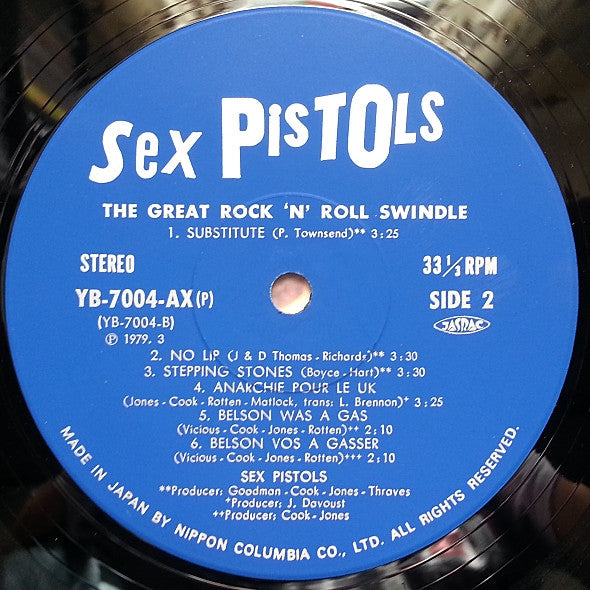 Sex PisTOLs
THE GREAT ROCK 'N' ROLL SWINDLE
1. SUBSTITUTE (P. Townsend)** 3:25
STEREO
33 1/3 RPM
YB-7004-AX(P)
SIDE 2
(YB-7004-B)
Ⓟ 1979. 3
JASRAC
2. NO LIP (J & D Thomas - Richards)** 3:30
3. STEPPING STONES (Boyce - Hart)** 3:30
4. ANARCHIE POUR LE UK
(Jones - Cook - Rotten - Matlock, trans: L. Brennon)+ 3:25
5. BELSON WAS A GAS
(Vicious - Cook - Jones - Rotten)++ 2:10
6. BELSON VOS A GASSER
(Vicious - Cook - Jones - Rotten)+++ 2:10
SEX PISTOLS
**Producer: Goodman - Cook - Jones - Thraves
+Producer: J. Davoust
++Producer: Cook - Jones
MADE IN JAPAN BY NIPPON COLUMBIA CO., LTD. ALL RIGHTS RESERVED.